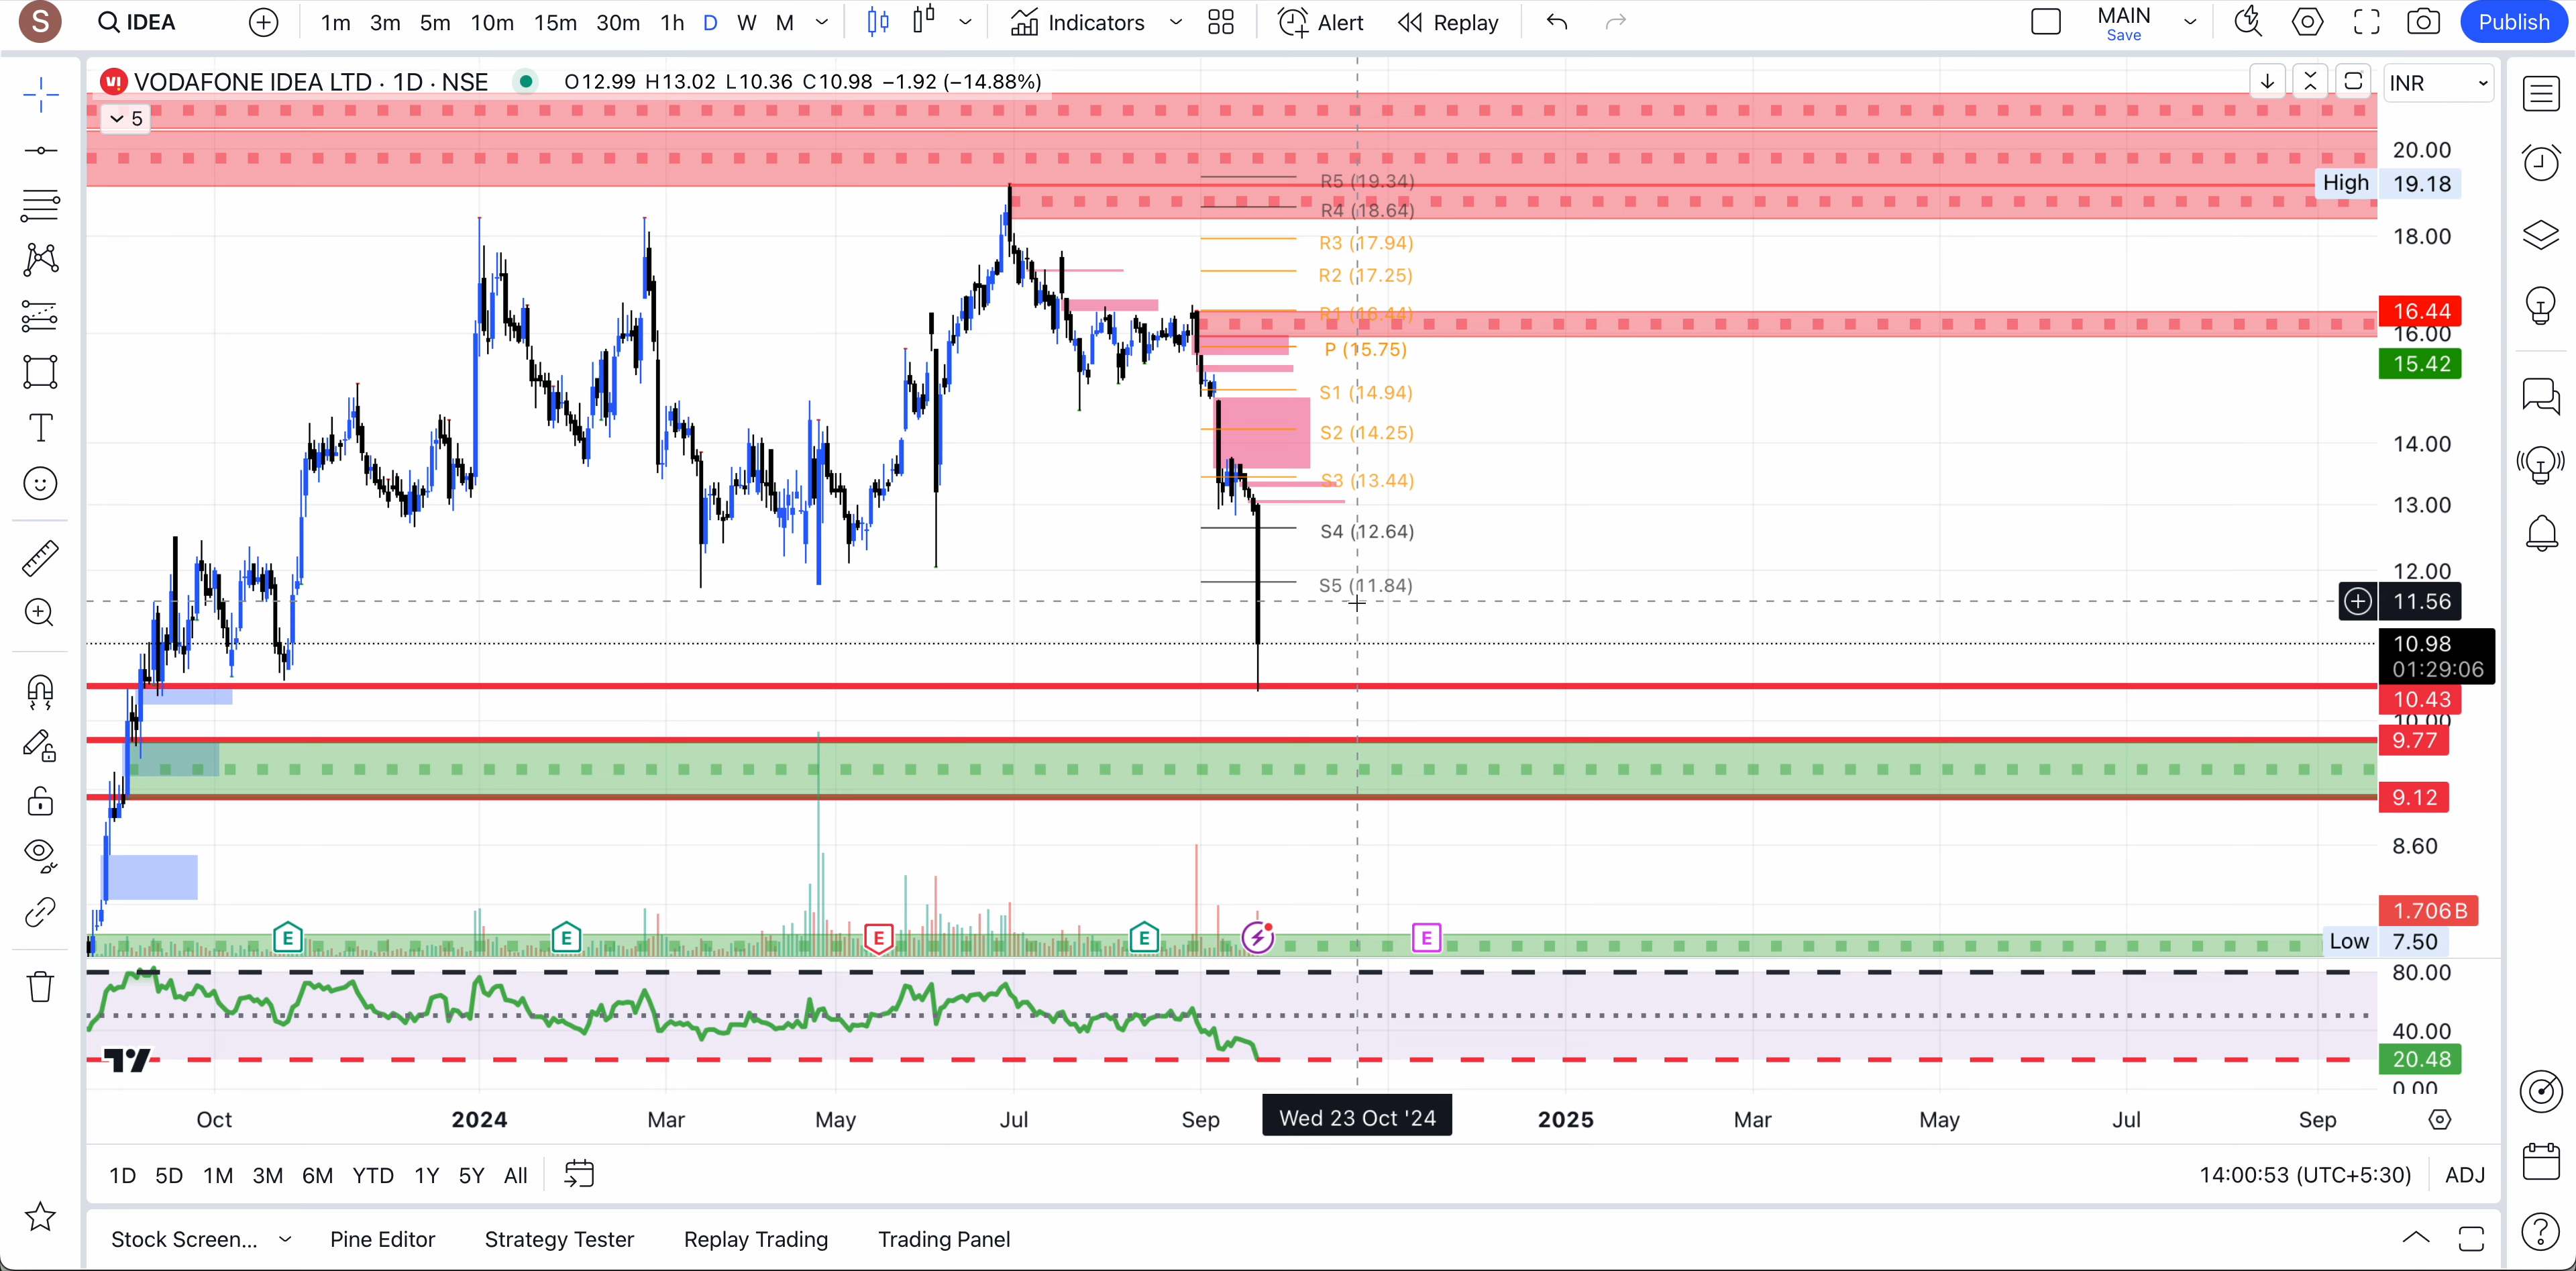 S
IDEA
1m 3m 5m 10m 15m 30m 1h D W M
Indicators
Alert
Replay
MAIN
Save
Publish
VODAFONE IDEA LTD · 1D · NSE
O12.99 H13.02 L10.36 C10.98 −1.92 (−14.88%)
INR
5
20.00
R5 (19.34)
High 19.18
R4 (18.64)
18.00
R3 (17.94)
R2 (17.25)
R1 (16.44)
16.44
16.00
P (15.75)
15.42
S1 (14.94)
S2 (14.25)
14.00
S3 (13.44)
13.00
S4 (12.64)
12.00
S5 (11.84)
11.56
10.98
01:29:06
10.43
10.00
9.77
9.12
8.60
1.706B
E E E E E
Low 7.50
80.00
40.00
20.48
0.00
Oct 2024 Mar May Jul Sep Wed 23 Oct '24 2025 Mar May Jul Sep
1D 5D 1M 3M 6M YTD 1Y 5Y All
14:00:53 (UTC+5:30) ADJ
Stock Screen... Pine Editor Strategy Tester Replay Trading Trading Panel